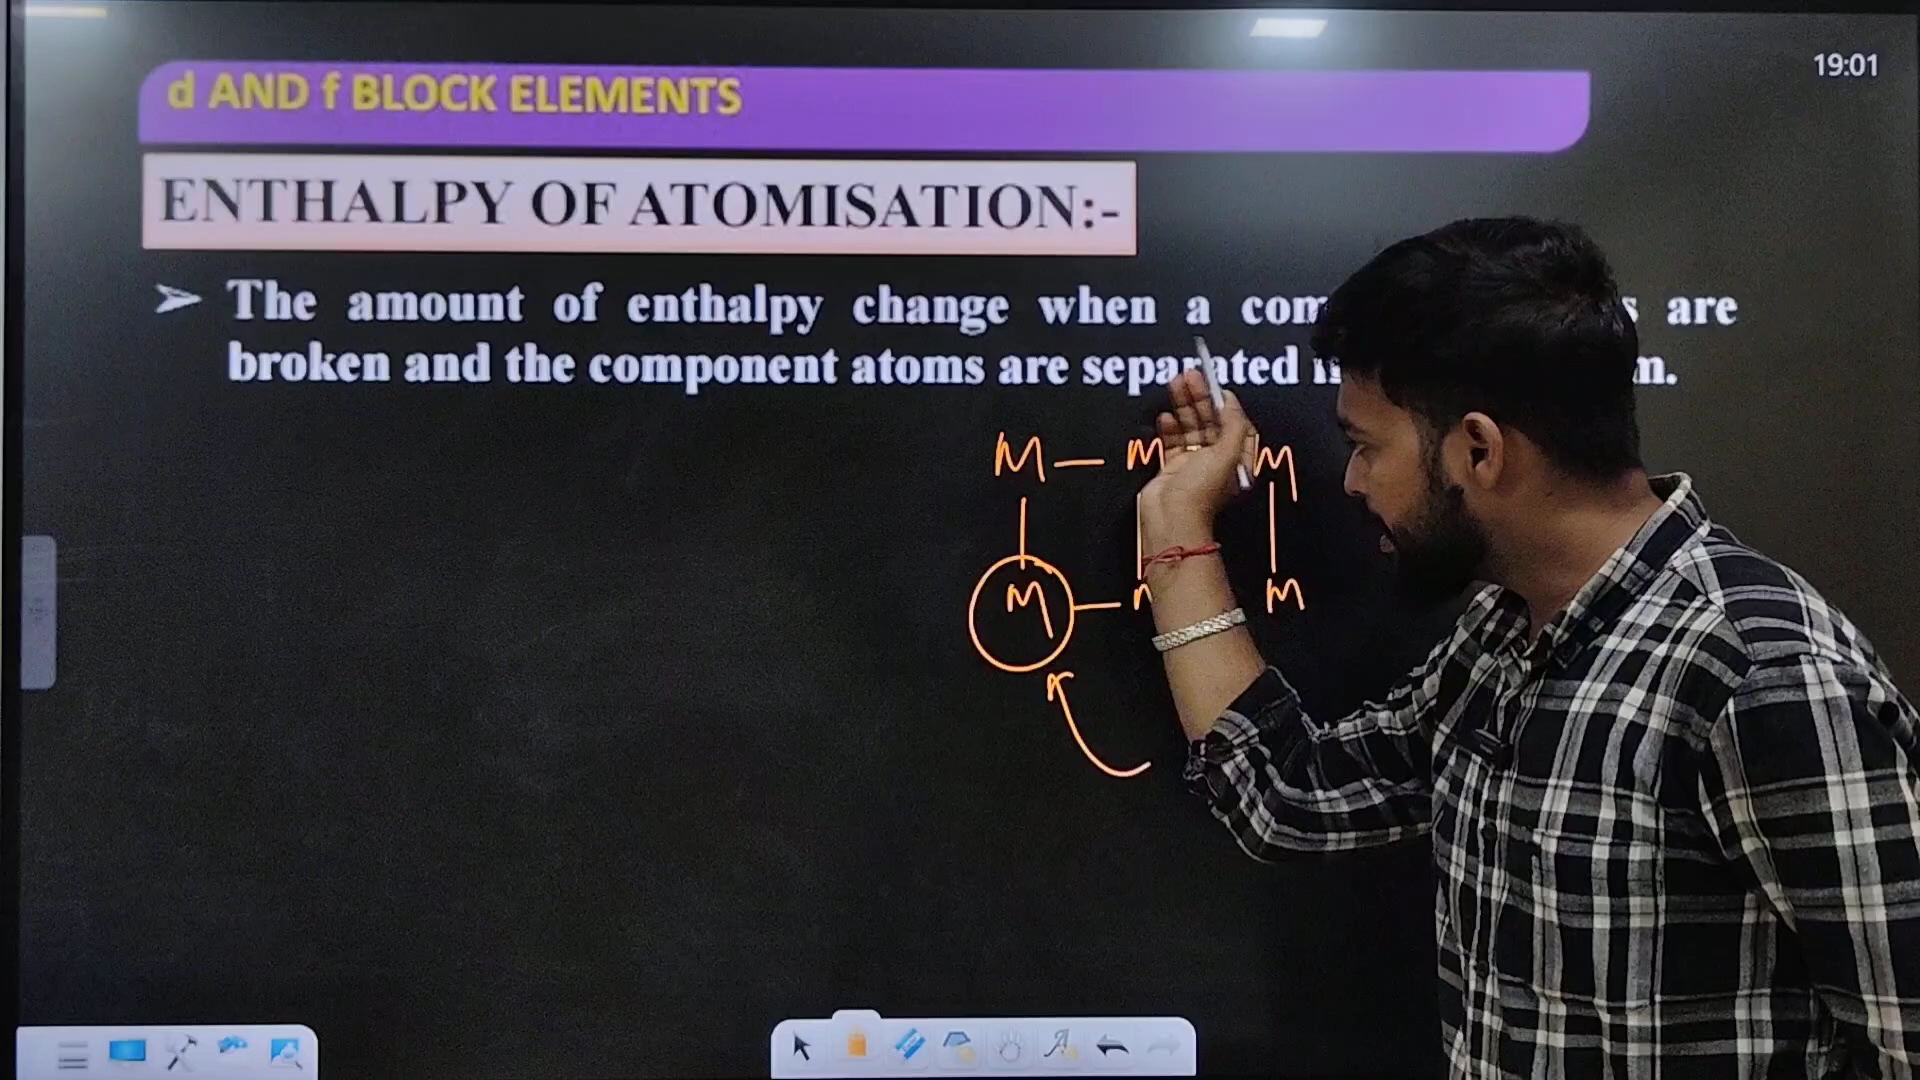 19:01
d AND f BLOCK ELEMENTS
ENTHALPY OF ATOMISATION:-
➤ The amount of enthalpy change when a are
broken and the component atoms are separated
M — m M
M — m